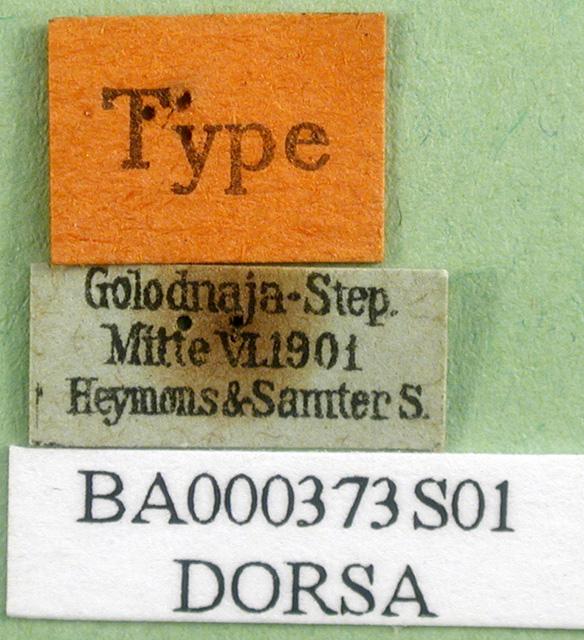 Type
Golodnaja-Step.
Mitte VI.1901
Heymons & Samter S.
BA000373S01
DORSA